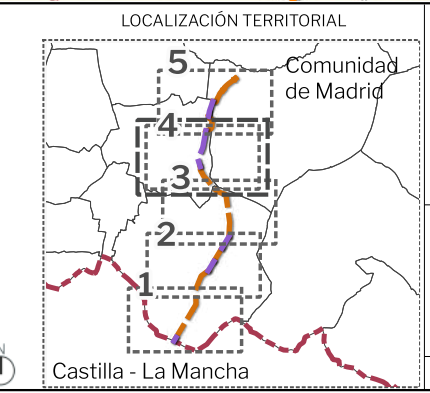 LOCALIZACIÓN TERRITORIAL
5
Comunidad
de Madrid
4
3
2
1
N
Castilla - La Mancha